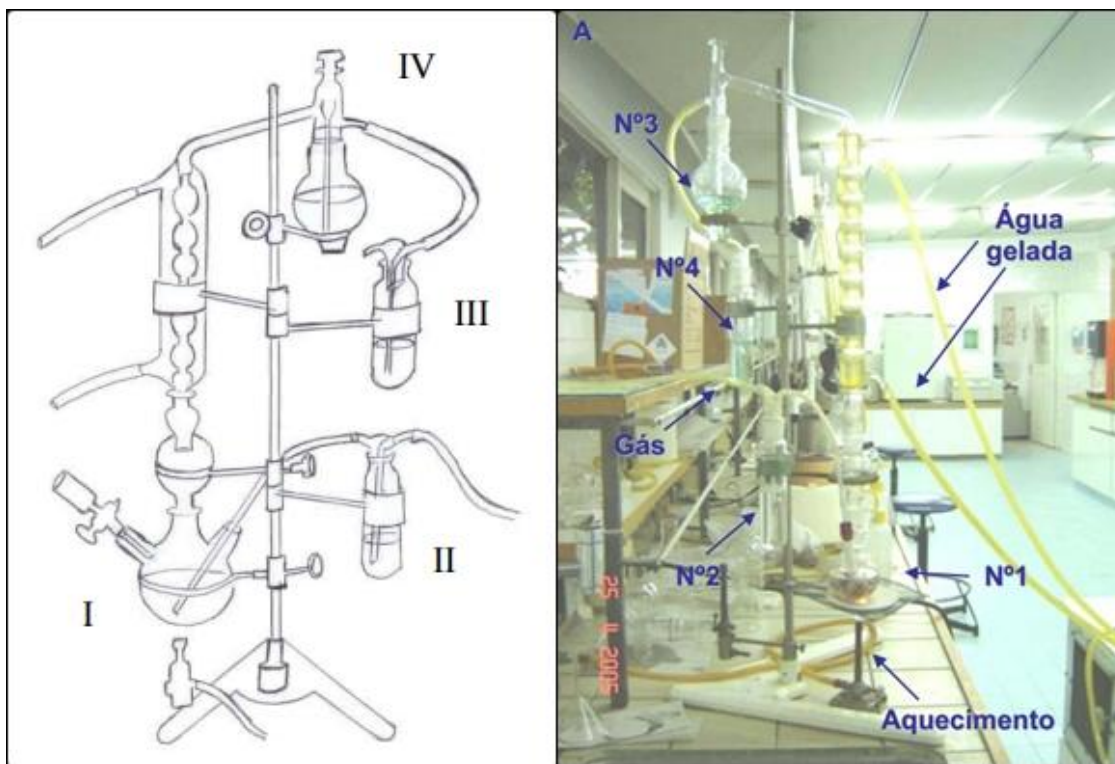 IV
III
II
I
A
Nº3
Água
gelada
Nº4
Gás
Nº2
Nº1
25 11 2005
Aquecimento